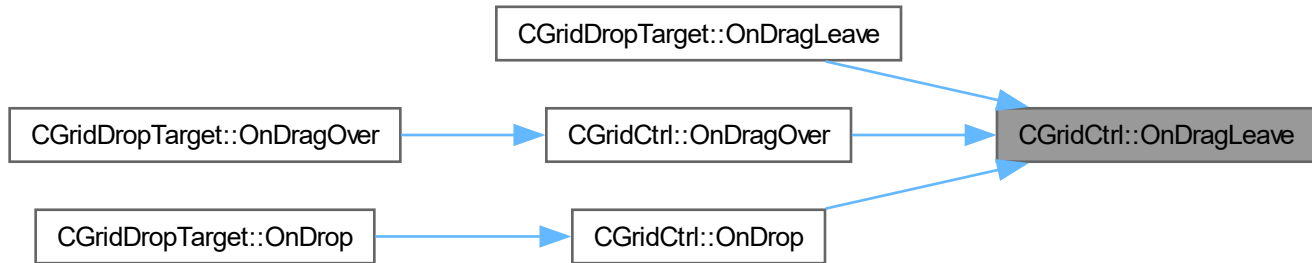 CGridDropTarget::OnDragLeave
CGridDropTarget::OnDragOver
CGridCtrl::OnDragOver
CGridCtrl::OnDragLeave
CGridDropTarget::OnDrop
CGridCtrl::OnDrop